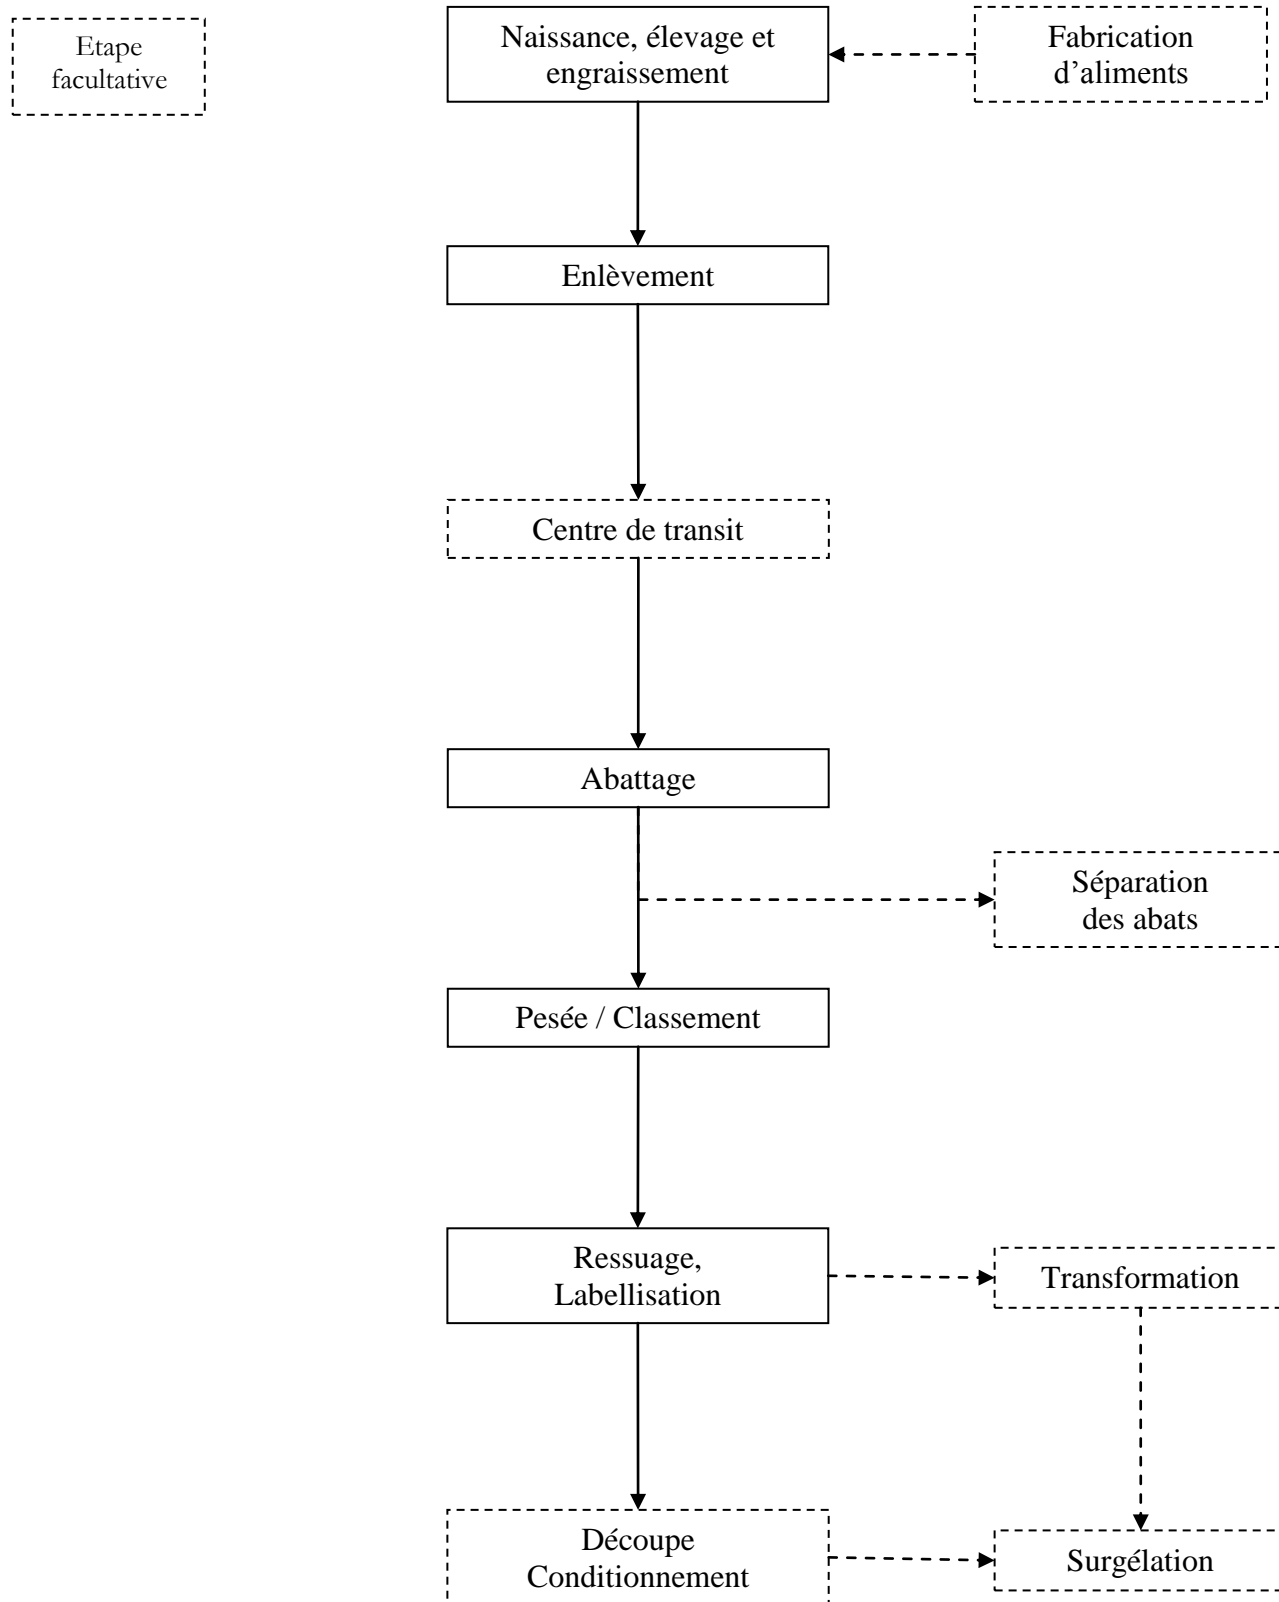 Etape
facultative
Naissance, élevage et
engraissement
Fabrication
d’aliments
Enlèvement
Centre de transit
Abattage
Séparation
des abats
Pesée / Classement
Ressuage,
Labellisation
Transformation
Découpe
Conditionnement
Surgélation